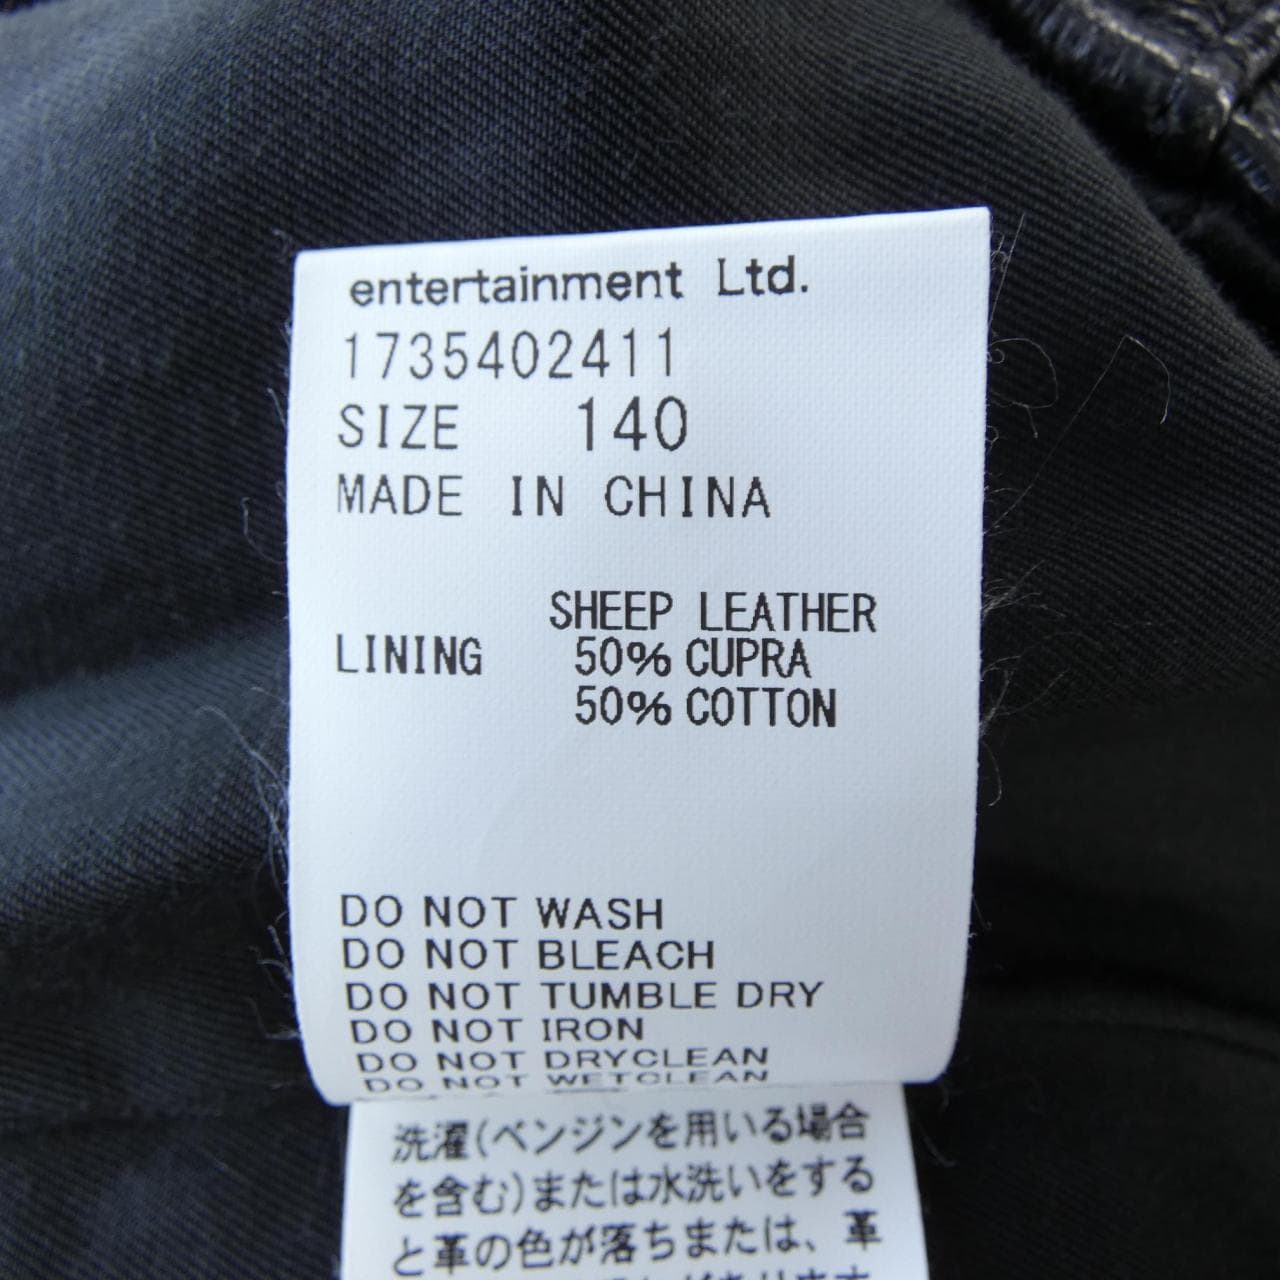 entertainment Ltd.
1735402411
SIZE 140
MADE IN CHINA
SHEEP LEATHER
LINING 50% CUPRA
50% COTTON
DO NOT WASH
DO NOT BLEACH
DO NOT TUMBLE DRY
DO NOT IRON
DO NOT DRYCLEAN
DO NOT WETCLEAN
洗濯(ベンジンを用いる場合
を含む)または水洗いをする
と革の色が落ちまたは、革